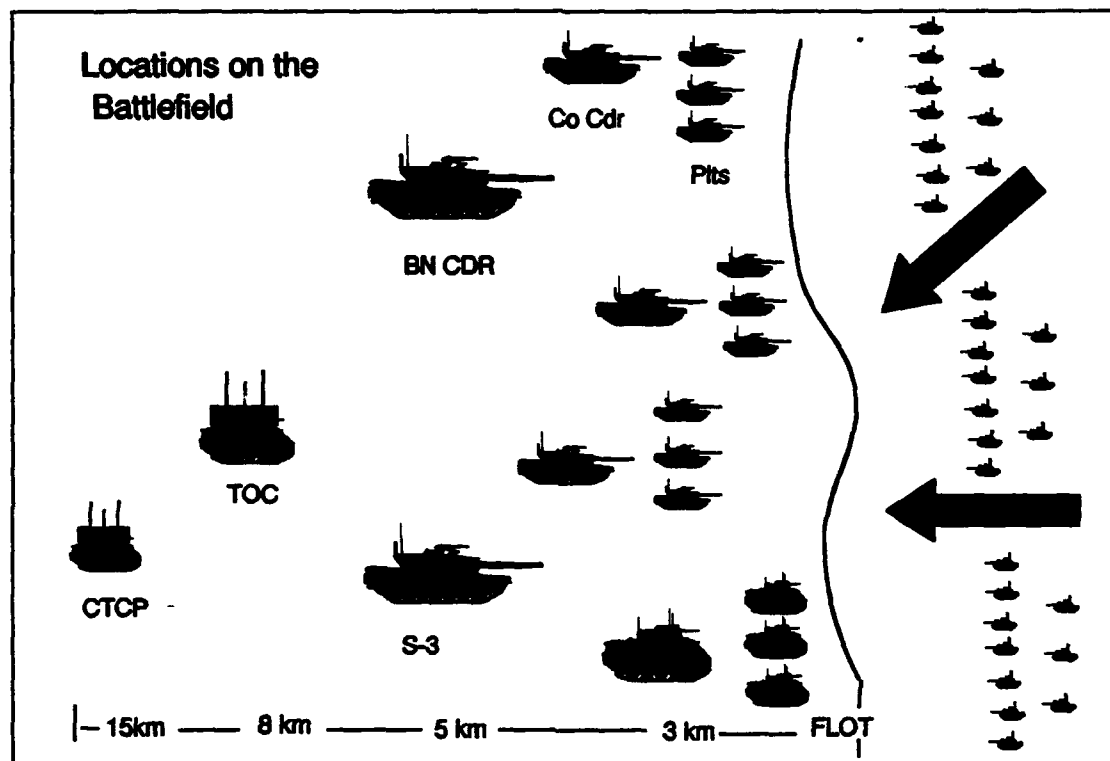 Locations on the
Battlefield
Co Cdr
Plts
BN CDR
TOC
CTCP
S-3
15km 8 km 5 km 3 km FLOT